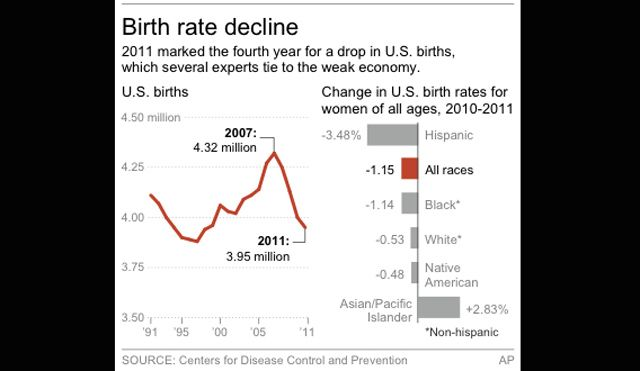 Birth rate decline
2011 marked the fourth year for a drop in U.S. births,
which several experts tie to the weak economy.
U.S. births
4.50 million
4.25
4.00
3.75
3.50
2007:
4.32 million
2011:
3.95 million
'91
'95
'00
'05
'11
Change in U.S. birth rates for
women of all ages, 2010-2011
-3.48% Hispanic
-1.15 All races
-1.14 Black*
-0.53 White*
-0.48 Native
American
Asian/Pacific
Islander +2.83%
*Non-hispanic
SOURCE: Centers for Disease Control and Prevention AP